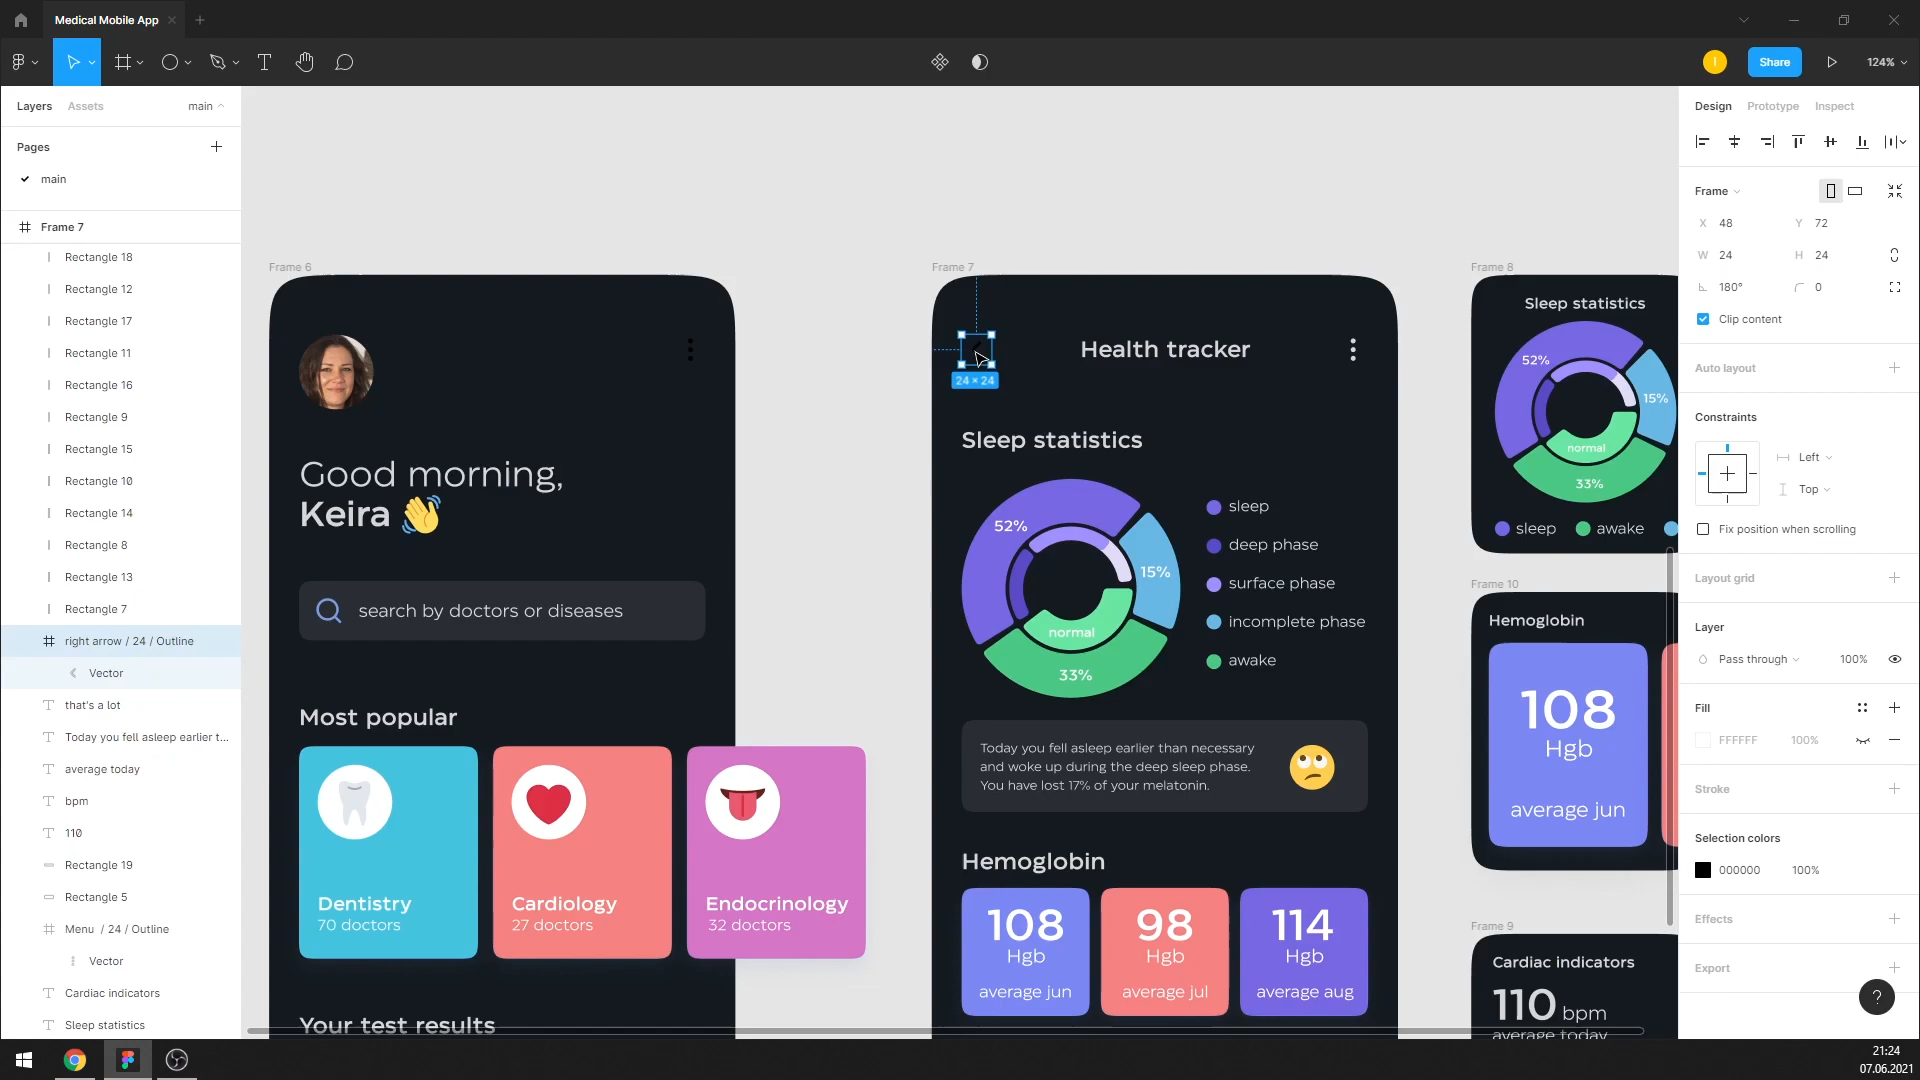 Medical Mobile App
I
Share
124%
Layers
Assets
main
Pages
main
Frame 7
Rectangle 18
Rectangle 12
Rectangle 17
Rectangle 11
Rectangle 16
Rectangle 9
Rectangle 15
Rectangle 10
Rectangle 14
Rectangle 8
Rectangle 13
Rectangle 7
right arrow / 24 / Outline
Vector
that's a lot
Today you fell asleep earlier t...
average today
bpm
110
Rectangle 19
Rectangle 5
Menu / 24 / Outline
Vector
Cardiac indicators
Sleep statistics
Frame 6
Good morning,
Keira
search by doctors or diseases
Most popular
Dentistry
70 doctors
Cardiology
27 doctors
Endocrinology
32 doctors
Your test results
Frame 7
24 × 24
Health tracker
Sleep statistics
52%
15%
normal
33%
sleep
deep phase
surface phase
incomplete phase
awake
Today you fell asleep earlier than necessary
and woke up during the deep sleep phase.
You have lost 17% of your melatonin.
Hemoglobin
108
Hgb
average jun
98
Hgb
average jul
114
Hgb
average aug
Frame 8
Sleep statistics
52%
15%
normal
33%
sleep
awake
Frame 10
Hemoglobin
108
Hgb
average jun
Frame 9
Cardiac indicators
110 bpm
average today
Design
Prototype
Inspect
Frame
X 48
Y 72
W 24
H 24
180°
0
Clip content
Auto layout
Constraints
Left
Top
Fix position when scrolling
Layout grid
Layer
Pass through
100%
Fill
FFFFFF
100%
Stroke
Selection colors
000000
100%
Effects
Export
?
21:24
07.06.2021